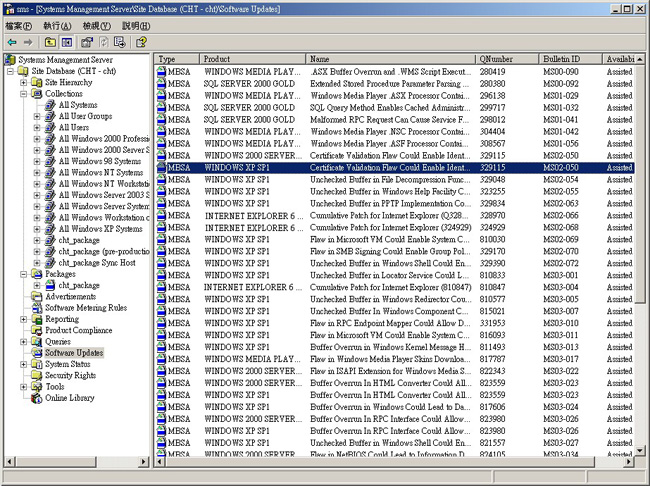 sms - [Systems Management Server\Site Database (CHT - cht)\Software Updates]
檔案(F) 執行(A) 檢視(V) 說明(H)
Systems Management Server
Site Database (CHT - cht)
Site Hierarchy
Collections
All Systems
All User Groups
All Users
All Windows 2000 Professio
All Windows 2000 Server S
All Windows 98 Systems
All Windows NT Systems
All Windows NT Workstati
All Windows Server 2003 S
All Windows Server Systems
All Windows Workstation o
All Windows XP Systems
cht_package
cht_package (pre-production
cht_package Sync Host
Packages
cht_package
Advertisements
Software Metering Rules
Reporting
Product Compliance
Queries
Software Updates
System Status
Security Rights
Tools
Online Library
Type Product Name QNumber Bulletin ID Availabi
MBSA WINDOWS MEDIA PLAY... .ASX Buffer Overrun and .WMS Script Execut... 280419 MS00-090 Assisted
MBSA SQL SERVER 2000 GOLD Extended Stored Procedure Parameter Parsing ... 280380 MS00-092 Assisted
MBSA WINDOWS MEDIA PLAY... Windows Media Player .ASX Processor Contai... 296138 MS01-029 Assisted
MBSA SQL SERVER 2000 GOLD SQL Query Method Enables Cached Administr... 299717 MS01-032 Assisted
MBSA SQL SERVER 2000 GOLD Malformed RPC Request Can Cause Service F... 298012 MS01-041 Assisted
MBSA WINDOWS MEDIA PLAY... Windows Media Player .NSC Processor Contai... 304404 MS01-042 Assisted
MBSA WINDOWS MEDIA PLAY... Windows Media Player .ASF Processor Contai... 308567 MS01-056 Assisted
MBSA WINDOWS 2000 SERVER... Certificate Validation Flaw Could Enable Ident... 329115 MS02-050 Assisted
MBSA WINDOWS XP SP1 Certificate Validation Flaw Could Enable Ident... 329115 MS02-050 Assisted
MBSA WINDOWS XP SP1 Unchecked Buffer in File Decompression Func... 329048 MS02-054 Assisted
MBSA WINDOWS XP SP1 Unchecked Buffer in Windows Help Facility C... 323255 MS02-055 Assisted
MBSA WINDOWS XP SP1 Unchecked Buffer in PPTP Implementation Co... 329834 MS02-063 Assisted
MBSA INTERNET EXPLORER 6 ... Cumulative Patch for Internet Explorer (Q328... 328970 MS02-066 Assisted
MBSA INTERNET EXPLORER 6 ... Cumulative Patch for Internet Explorer (324929) 324929 MS02-068 Assisted
MBSA WINDOWS XP SP1 Flaw in Microsoft VM Could Enable System C... 810030 MS02-069 Assisted
MBSA WINDOWS XP SP1 Flaw in SMB Signing Could Enable Group Pol... 329170 MS02-070 Assisted
MBSA WINDOWS XP SP1 Unchecked Buffer in Windows Shell Could En... 329390 MS02-072 Assisted
MBSA WINDOWS XP SP1 Unchecked Buffer in Locator Service Could L... 810833 MS03-001 Assisted
MBSA INTERNET EXPLORER 6 ... Cumulative Patch for Internet Explorer (810847) 810847 MS03-004 Assisted
MBSA WINDOWS XP SP1 Unchecked Buffer in Windows Redirector Cou... 810577 MS03-005 Assisted
MBSA WINDOWS XP SP1 Unchecked Buffer In Windows Component C... 815021 MS03-007 Assisted
MBSA WINDOWS XP SP1 Flaw in RPC Endpoint Mapper Could Allow D... 331953 MS03-010 Assisted
MBSA WINDOWS XP SP1 Flaw in Microsoft VM Could Enable System C... 816093 MS03-011 Assisted
MBSA WINDOWS XP SP1 Buffer Overrun in Windows Kernel Message H... 811493 MS03-013 Assisted
MBSA WINDOWS MEDIA PLAY... Flaw in Windows Media Player Skins Downloa... 817787 MS03-017 Assisted
MBSA WINDOWS 2000 SERVER... Flaw in ISAPI Extension for Windows Media S... 822343 MS03-022 Assisted
MBSA WINDOWS 2000 SERVER... Buffer Overrun In HTML Converter Could All... 823559 MS03-023 Assisted
MBSA WINDOWS XP SP1 Buffer Overrun In HTML Converter Could All... 823559 MS03-023 Assisted
MBSA WINDOWS XP SP1 Buffer Overrun in Windows Could Lead to Da... 817606 MS03-024 Assisted
MBSA WINDOWS 2000 SERVER... Buffer Overrun In RPC Interface Could Allow... 823980 MS03-026 Assisted
MBSA WINDOWS XP SP1 Buffer Overrun In RPC Interface Could Allow... 823980 MS03-026 Assisted
MBSA WINDOWS XP SP1 Unchecked Buffer in Windows Shell Could En... 821557 MS03-027 Assisted
MBSA WINDOWS 2000 SERVER... Flaw in NetBIOS Could Lead to Information D... 824105 MS03-034 Assisted